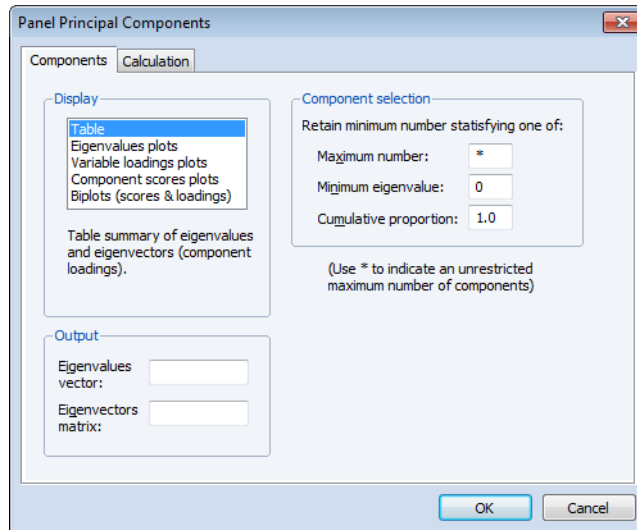 Panel Principal Components
Components
Calculation
Display
Table
Eigenvalues plots
Variable loadings plots
Component scores plots
Biplots (scores & loadings)
Table summary of eigenvalues
and eigenvectors (component
loadings).
Output
Eigenvalues
vector:
Eigenvectors
matrix:
Component selection
Retain minimum number statisfying one of:
Maximum number: *
Minimum eigenvalue: 0
Cumulative proportion: 1.0
(Use * to indicate an unrestricted
maximum number of components)
OK
Cancel